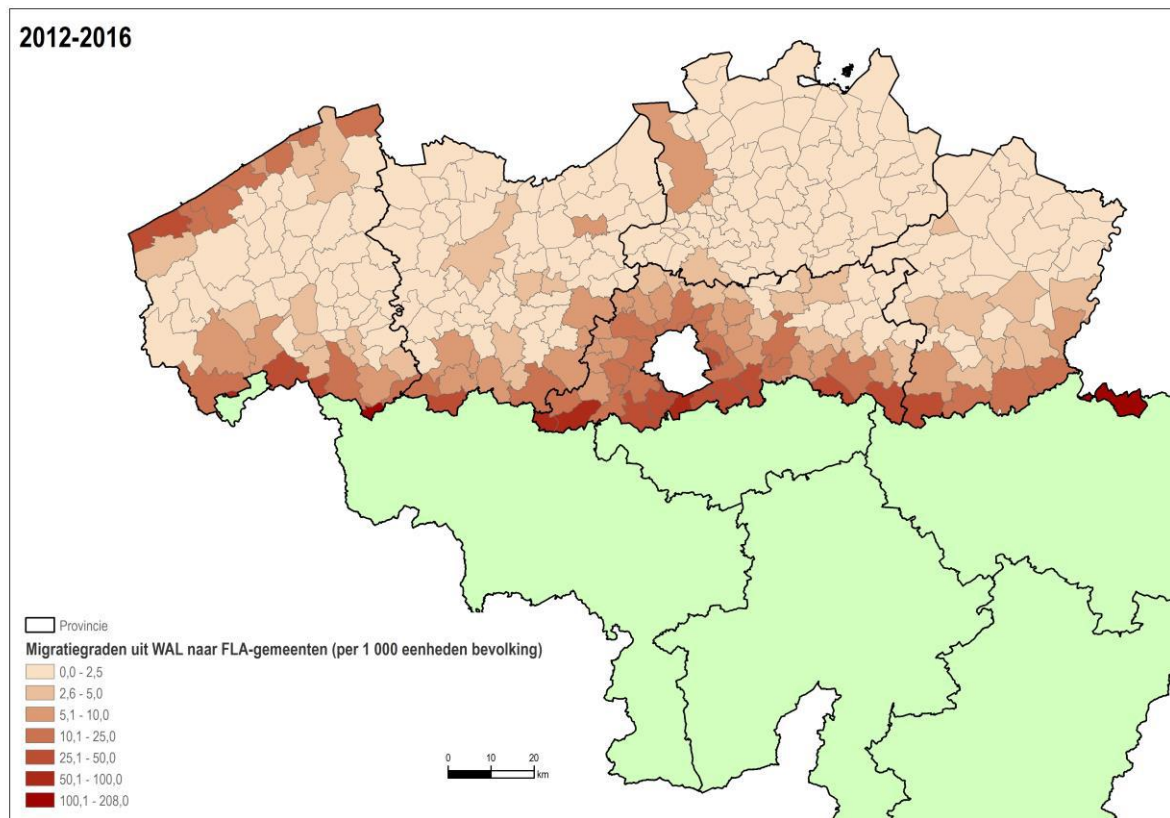 2012-2016
Provincie
Migratiegraden uit WAL naar FLA-gemeenten (per 1 000 eenheden bevolking)
0,0 - 2,5
2,6 - 5,0
5,1 - 10,0
10,1 - 25,0
25,1 - 50,0
50,1 - 100,0
100,1 - 208,0
0 10 20
km